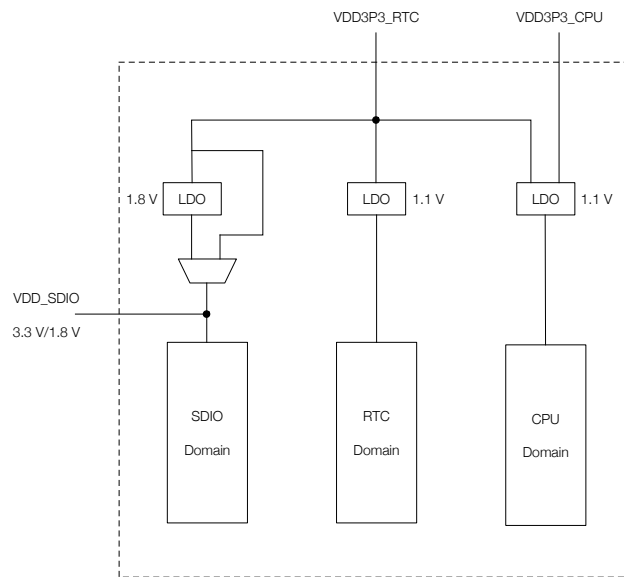 VDD3P3_RTC
VDD3P3_CPU
1.8 V
LDO
LDO
1.1 V
LDO
1.1 V
VDD_SDIO
3.3 V/1.8 V
SDIO
Domain
RTC
Domain
CPU
Domain